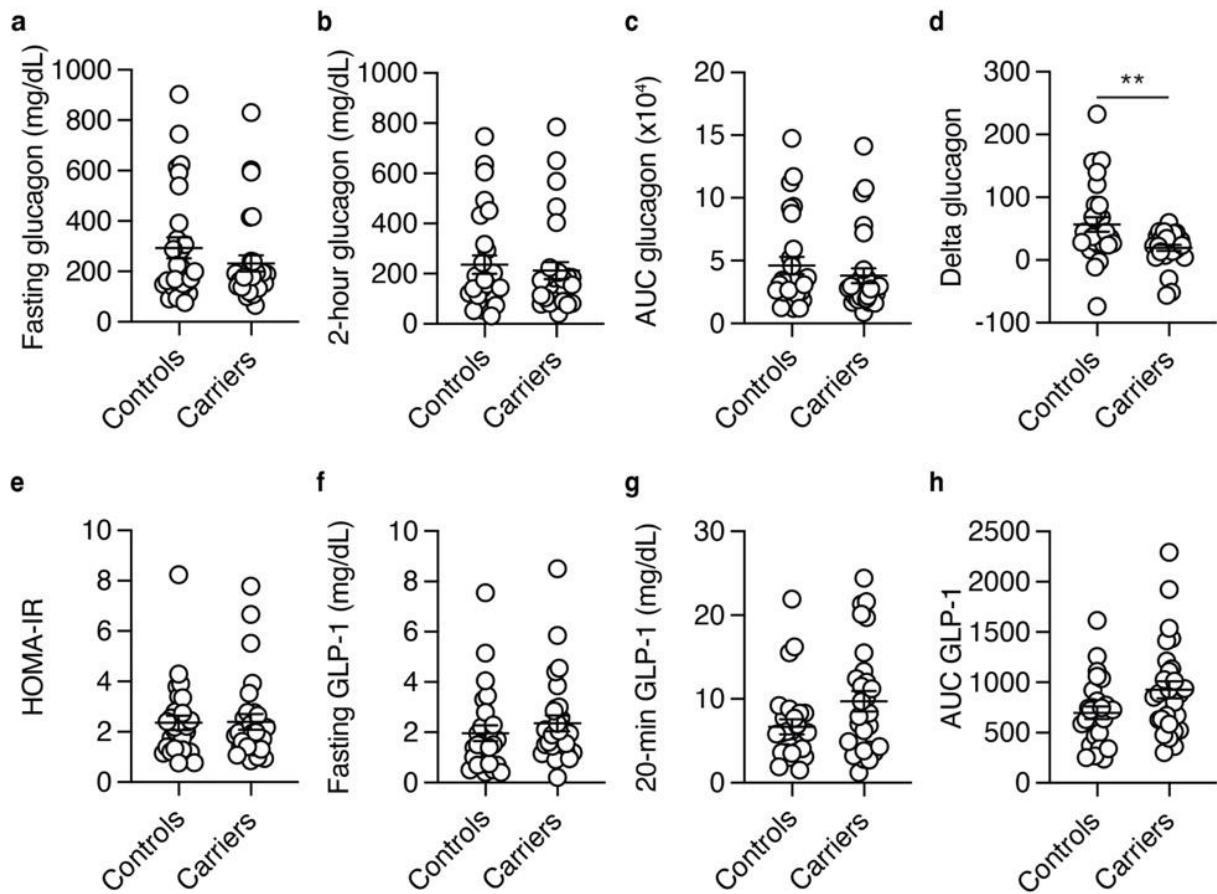 a
Fasting glucagon (mg/dL)
1000
800
600
400
200
0
Controls
Carriers
b
2-hour glucagon (mg/dL)
1000
800
600
400
200
0
Controls
Carriers
c
AUC glucagon (x10⁴)
20
15
10
5
0
Controls
Carriers
d
Delta glucagon
300
200
100
0
-100
**
Controls
Carriers
e
HOMA-IR
10
8
6
4
2
0
Controls
Carriers
f
Fasting GLP-1 (mg/dL)
10
8
6
4
2
0
Controls
Carriers
g
20-min GLP-1 (mg/dL)
30
20
10
0
Controls
Carriers
h
AUC GLP-1
2500
2000
1500
1000
500
0
Controls
Carriers